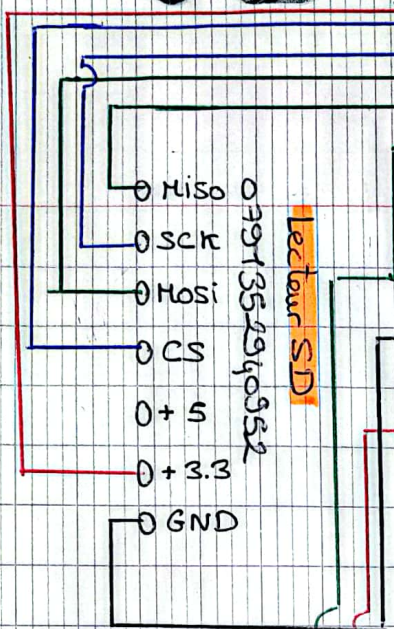 Miso
SCK
Mosi
CS
+ 5
+ 3.3
GND
0791352940952
Lecteur SD